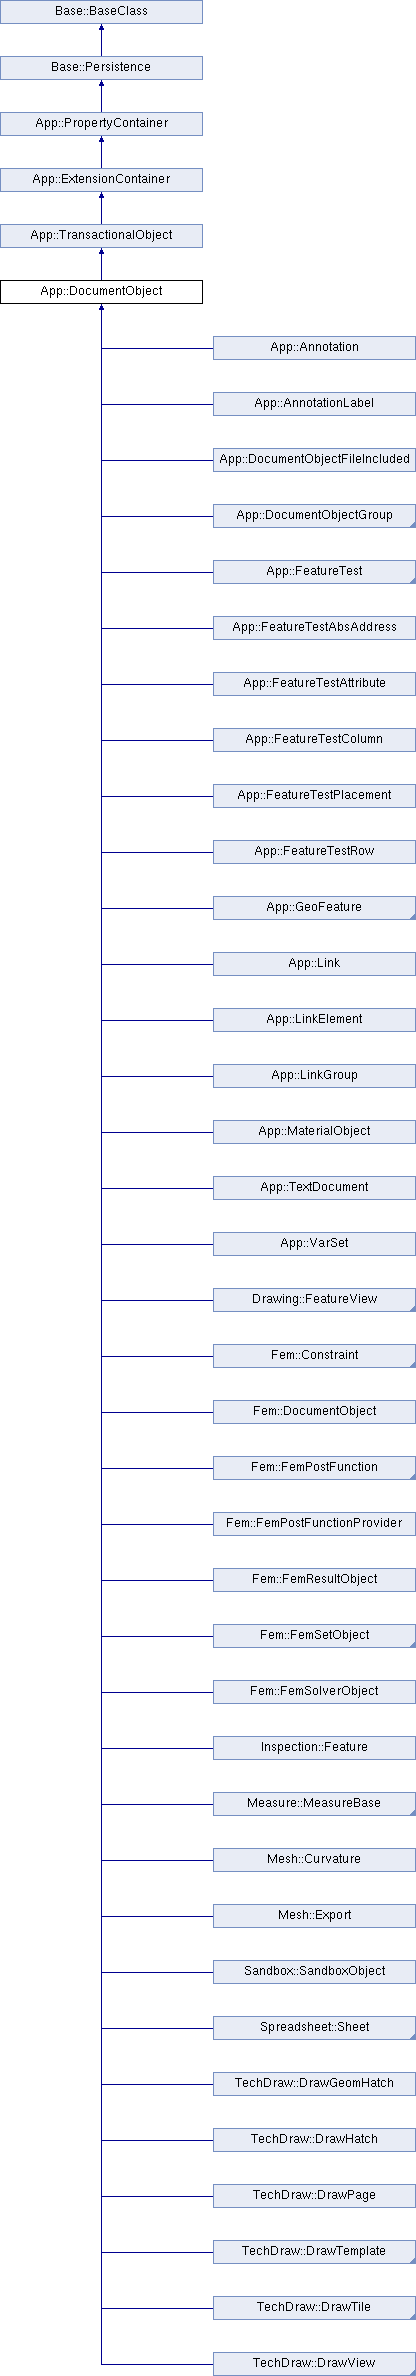 Base::BaseClass
Base::Persistence
App::PropertyContainer
App::ExtensionContainer
App::TransactionalObject
App::DocumentObject
App::Annotation
App::AnnotationLabel
App::DocumentObjectFileIncluded
App::DocumentObjectGroup
App::FeatureTest
App::FeatureTestAbsAddress
App::FeatureTestAttribute
App::FeatureTestColumn
App::FeatureTestPlacement
App::FeatureTestRow
App::GeoFeature
App::Link
App::LinkElement
App::LinkGroup
App::MaterialObject
App::TextDocument
App::VarSet
Drawing::FeatureView
Fem::Constraint
Fem::DocumentObject
Fem::FemPostFunction
Fem::FemPostFunctionProvider
Fem::FemResultObject
Fem::FemSetObject
Fem::FemSolverObject
Inspection::Feature
Measure::MeasureBase
Mesh::Curvature
Mesh::Export
Sandbox::SandboxObject
Spreadsheet::Sheet
TechDraw::DrawGeomHatch
TechDraw::DrawHatch
TechDraw::DrawPage
TechDraw::DrawTemplate
TechDraw::DrawTile
TechDraw::DrawView